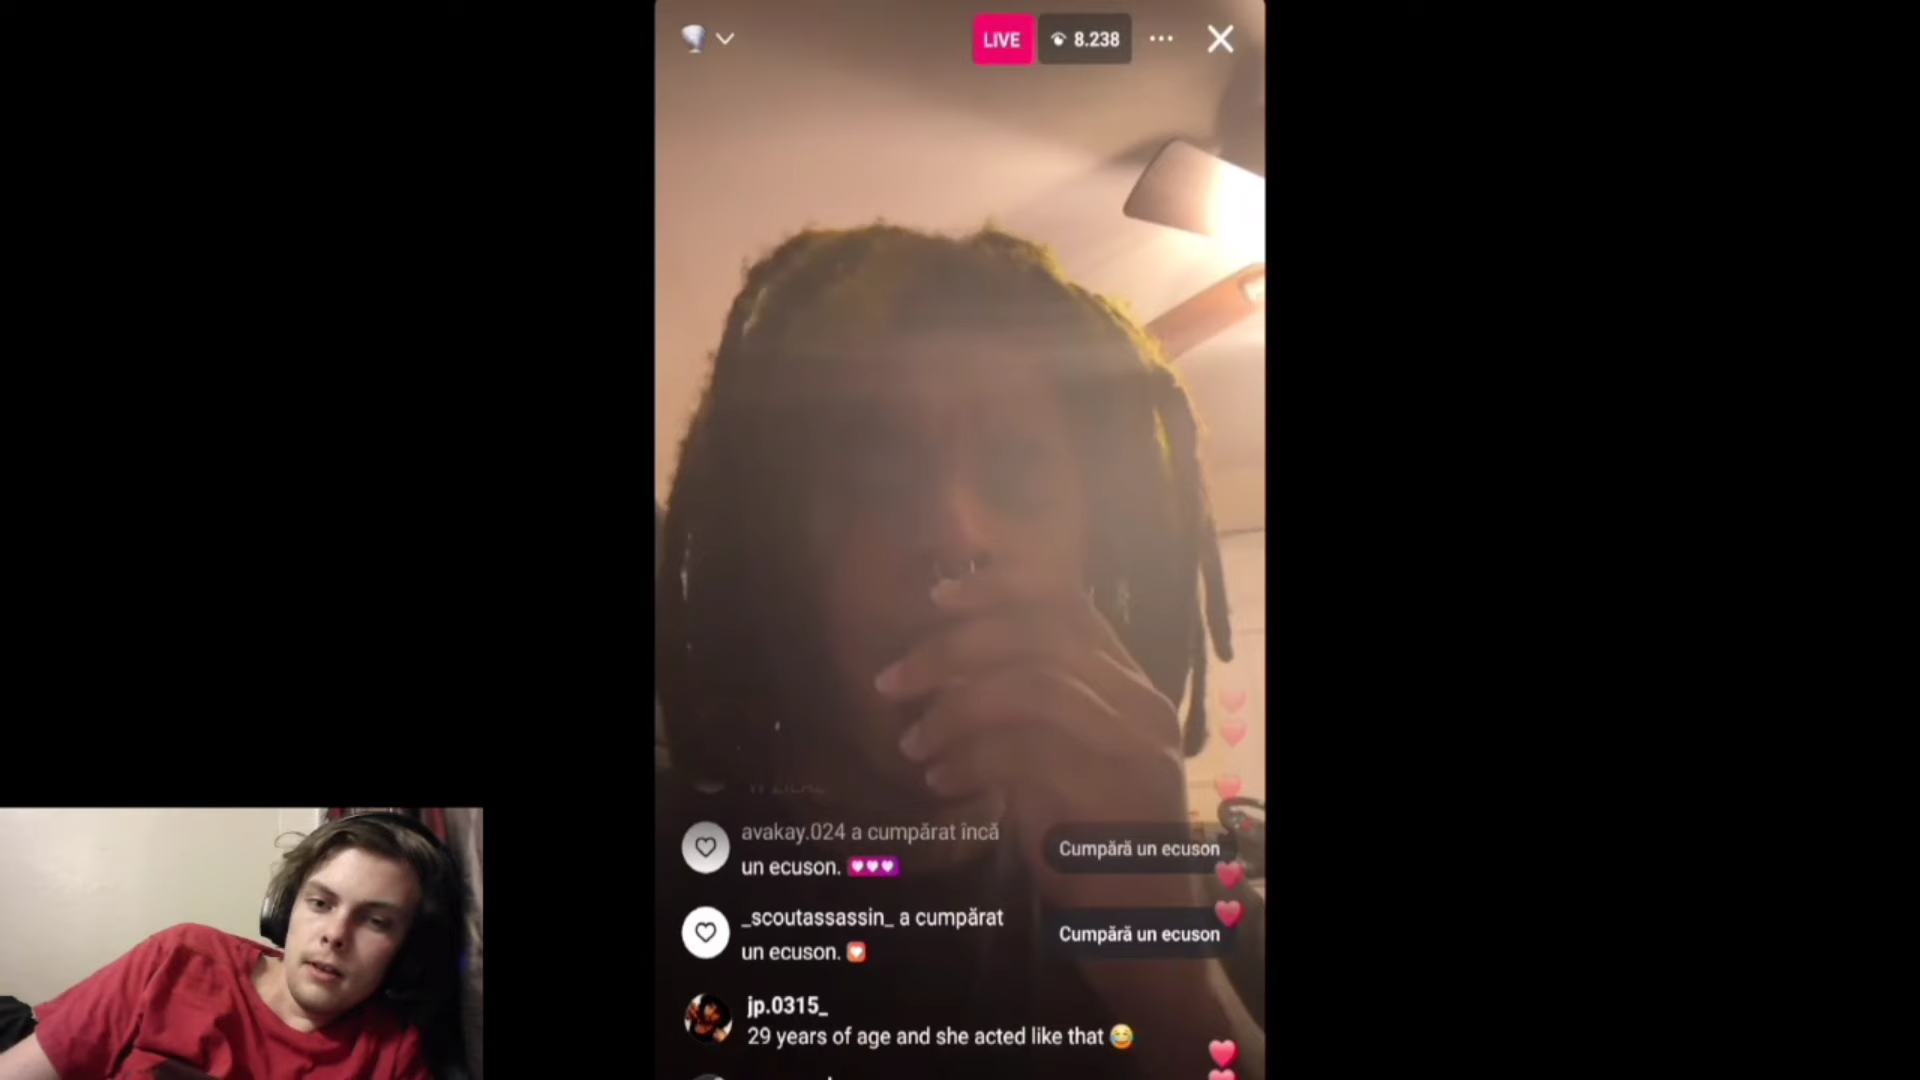 LIVE
8.238
avakay.024 a cumpărat încă
un ecuson.
Cumpără un ecuson
_scoutassassin_ a cumpărat
un ecuson.
Cumpără un ecuson
jp.0315_
29 years of age and she acted like that 😂